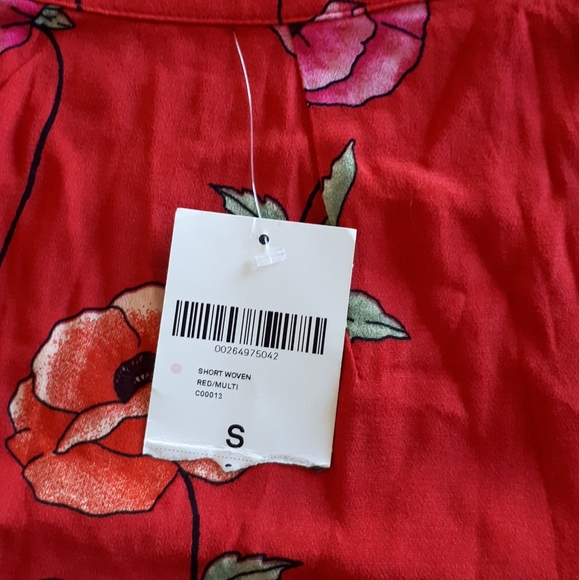 00264975042
SHORT WOVEN
RED/MULTI
C00013
S